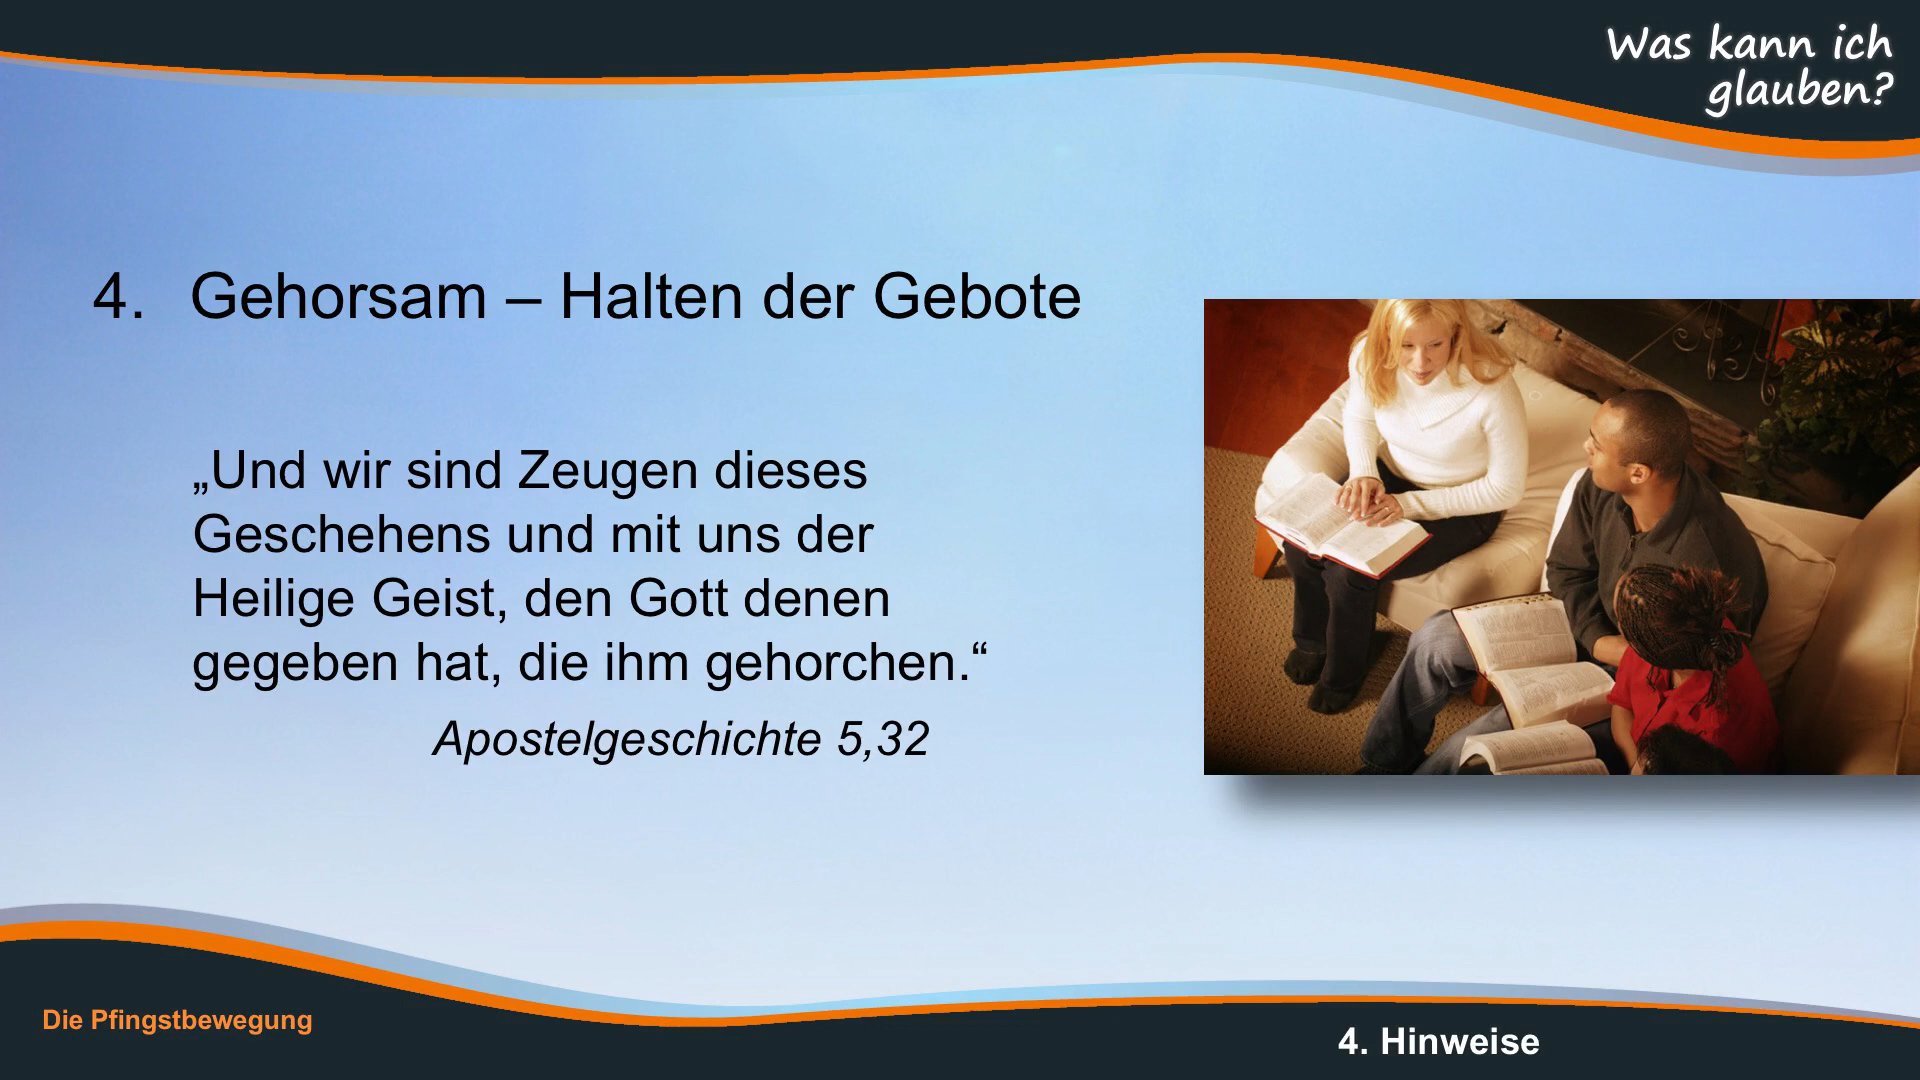 Was kann ich
glauben?
4. Gehorsam – Halten der Gebote
„Und wir sind Zeugen dieses
Geschehens und mit uns der
Heilige Geist, den Gott denen
gegeben hat, die ihm gehorchen.“
Apostelgeschichte 5,32
Die Pfingstbewegung
4. Hinweise